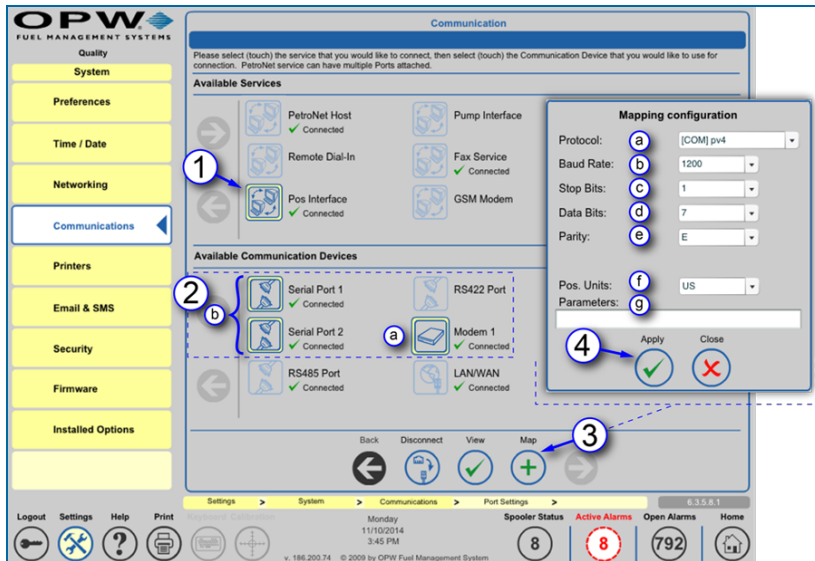 OPW
FUEL MANAGEMENT SYSTEMS
Quality
System
Preferences
Time / Date
Networking
Communications
Printers
Email & SMS
Security
Firmware
Installed Options
Communication
Please select (touch) the service that you would like to connect, then select (touch) the Communication Device that you would like to use for
connection. PetroNet service can have multiple Ports attached.
Available Services
PetroNet Host
Connected
Pump Interface
Remote Dial-In
Fax Service
Connected
1
Pos Interface
Connected
GSM Modem
Available Communication Devices
2
b
Serial Port 1
Connected
RS422 Port
Serial Port 2
Connected
a
Modem 1
Connected
RS485 Port
Connected
LAN/WAN
Connected
Back
Disconnect
View
Map
3
Mapping configuration
Protocol: a [COM] pv4
Baud Rate: b 1200
Stop Bits: c 1
Data Bits: d 7
Parity: e E
Pos. Units: f US
Parameters: g
4
Apply
Close
Settings > System > Communications > Port Settings >
6.3.5.8.1
Logout
Settings
Help
Print
Keyboard Calibration
Monday
11/10/2014
3:45 PM
v. 186.200.74 © 2009 by OPW Fuel Management System
Spooler Status
8
Active Alarms
8
Open Alarms
792
Home